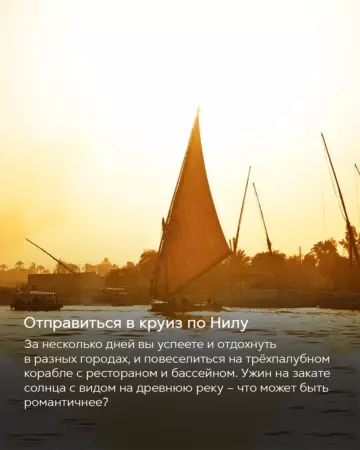 Отправиться в круиз по Нилу
За несколько дней вы успеете и отдохнуть
в разных городах, и повеселиться на трёхпалубном
корабле с рестораном и бассейном. Ужин на закате
солнца с видом на древнюю реку – что может быть
романтичнее?